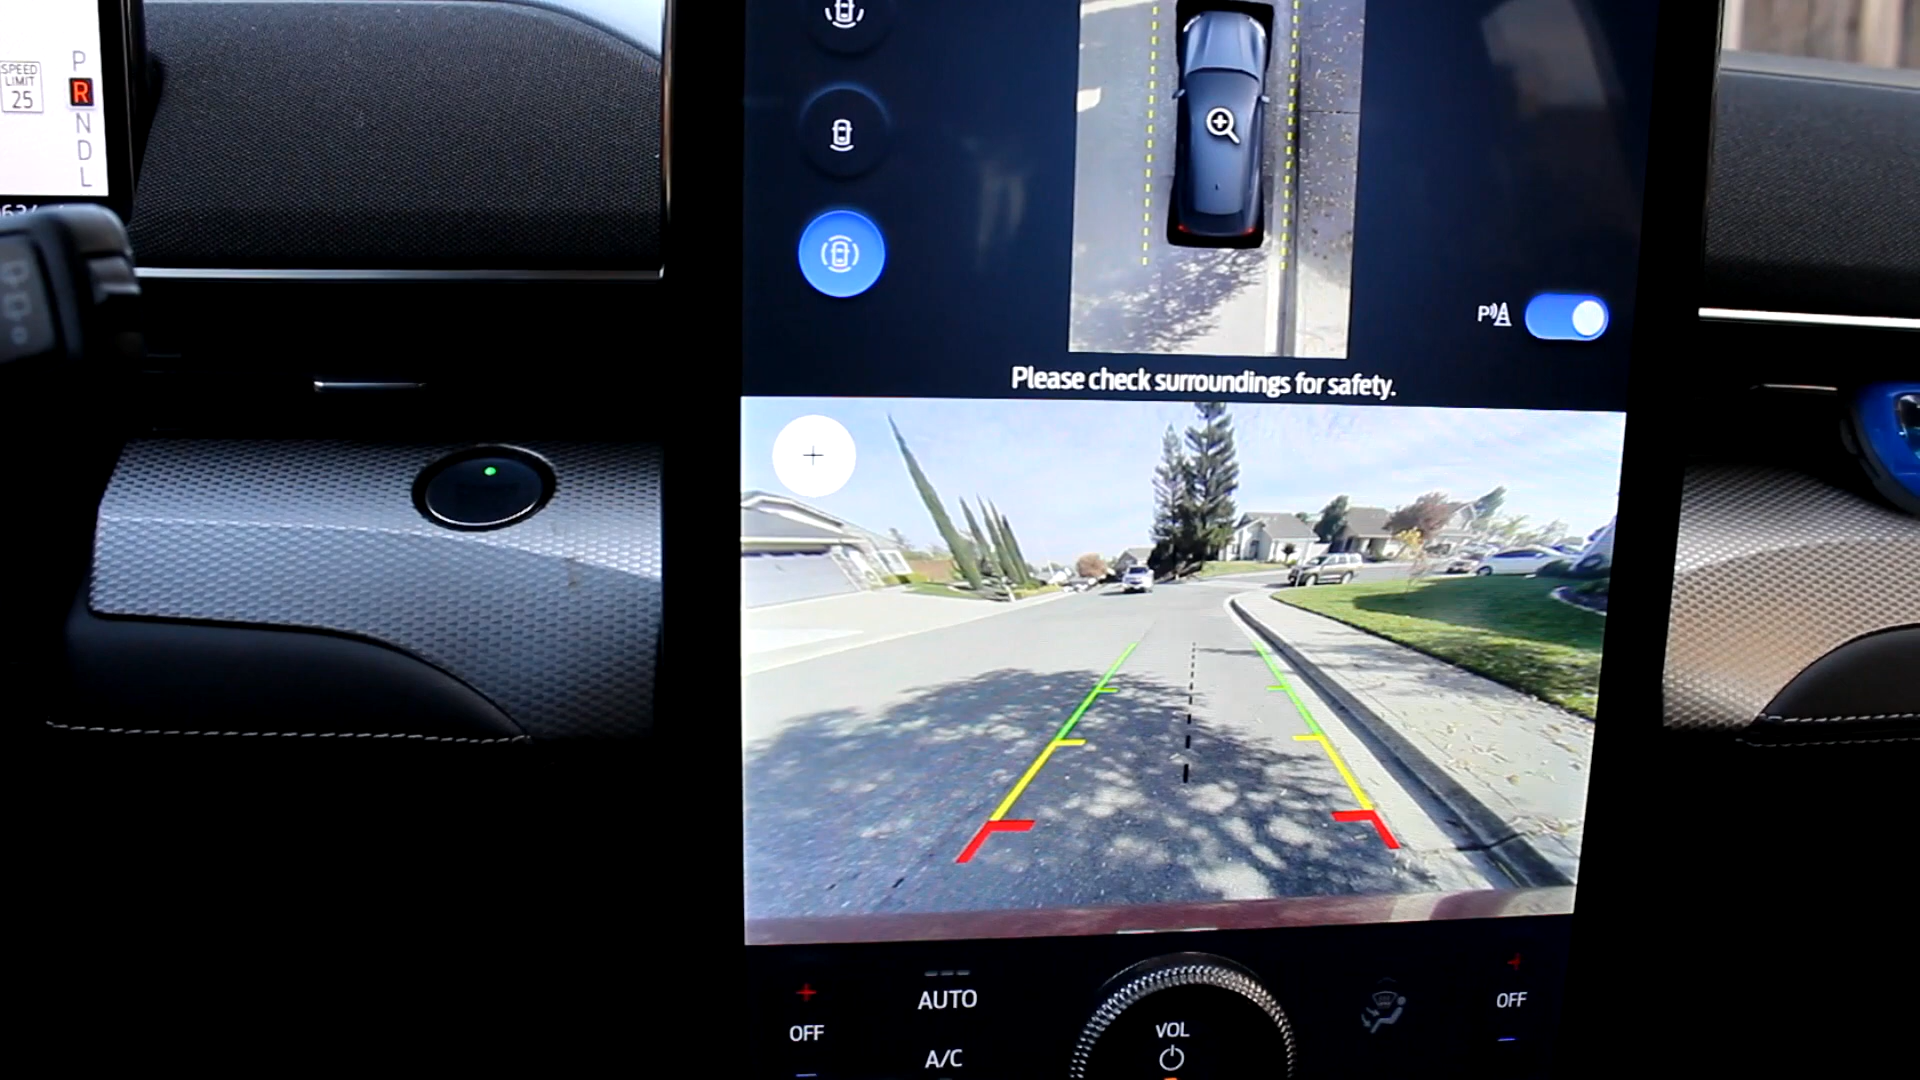 SPEED
LIMIT
25
P
R
N
D
L
P
Please check surroundings for safety.
AUTO
OFF
A/C
VOL
OFF